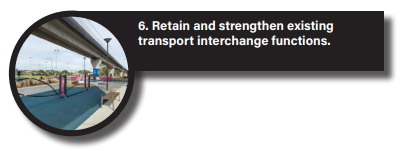 6. Retain and strengthen existing
transport interchange functions.